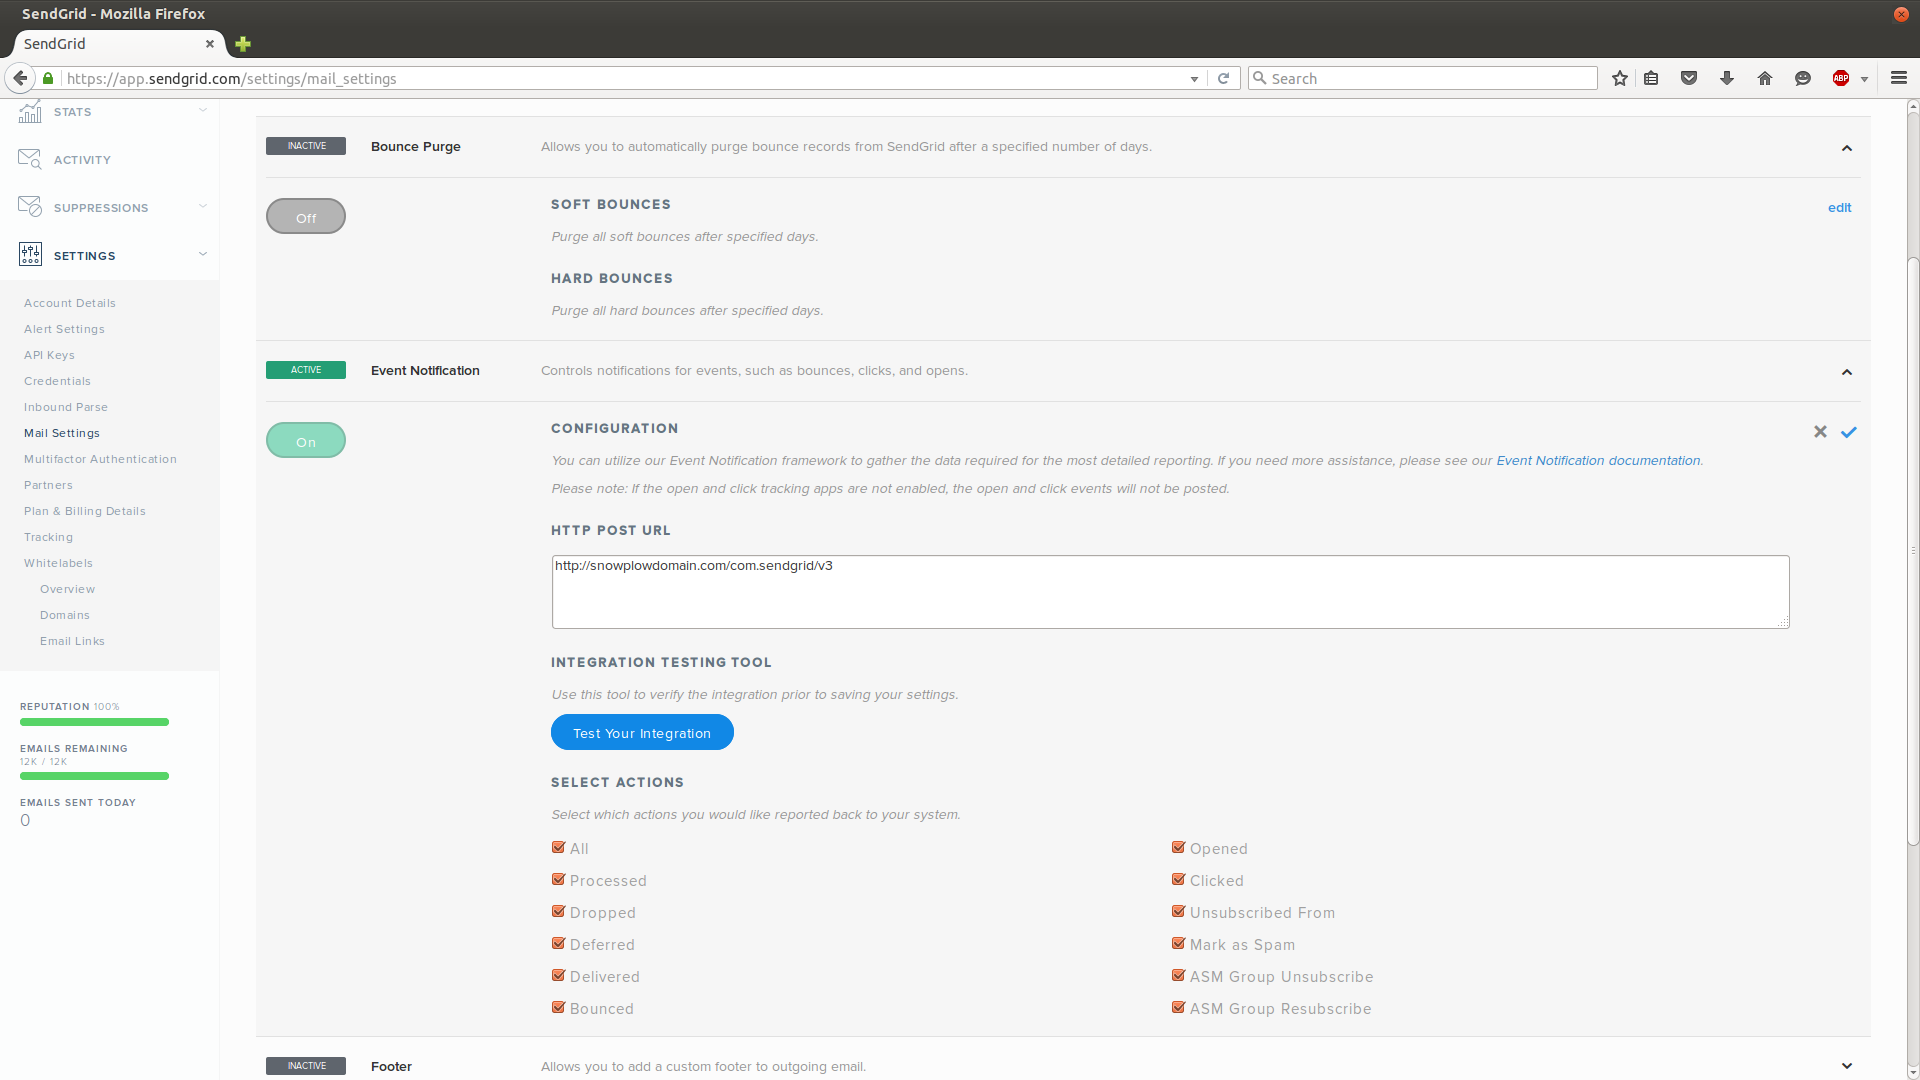 SendGrid - Mozilla Firefox
SendGrid
https://app.sendgrid.com/settings/mail_settings
Search
ABP
STATS
ACTIVITY
SUPPRESSIONS
SETTINGS
Account Details
Alert Settings
API Keys
Credentials
Inbound Parse
Mail Settings
Multifactor Authentication
Partners
Plan & Billing Details
Tracking
Whitelabels
Overview
Domains
Email Links
REPUTATION 100%
EMAILS REMAINING
12K / 12K
EMAILS SENT TODAY
0
INACTIVE Bounce Purge Allows you to automatically purge bounce records from SendGrid after a specified number of days.
Off
SOFT BOUNCES
edit
Purge all soft bounces after specified days.
HARD BOUNCES
Purge all hard bounces after specified days.
ACTIVE Event Notification Controls notifications for events, such as bounces, clicks, and opens.
On
CONFIGURATION
You can utilize our Event Notification framework to gather the data required for the most detailed reporting. If you need more assistance, please see our Event Notification documentation.
Please note: If the open and click tracking apps are not enabled, the open and click events will not be posted.
HTTP POST URL
http://snowplowdomain.com/com.sendgrid/v3
INTEGRATION TESTING TOOL
Use this tool to verify the integration prior to saving your settings.
Test Your Integration
SELECT ACTIONS
Select which actions you would like reported back to your system.
All
Processed
Dropped
Deferred
Delivered
Bounced
Opened
Clicked
Unsubscribed From
Mark as Spam
ASM Group Unsubscribe
ASM Group Resubscribe
INACTIVE Footer Allows you to add a custom footer to outgoing email.